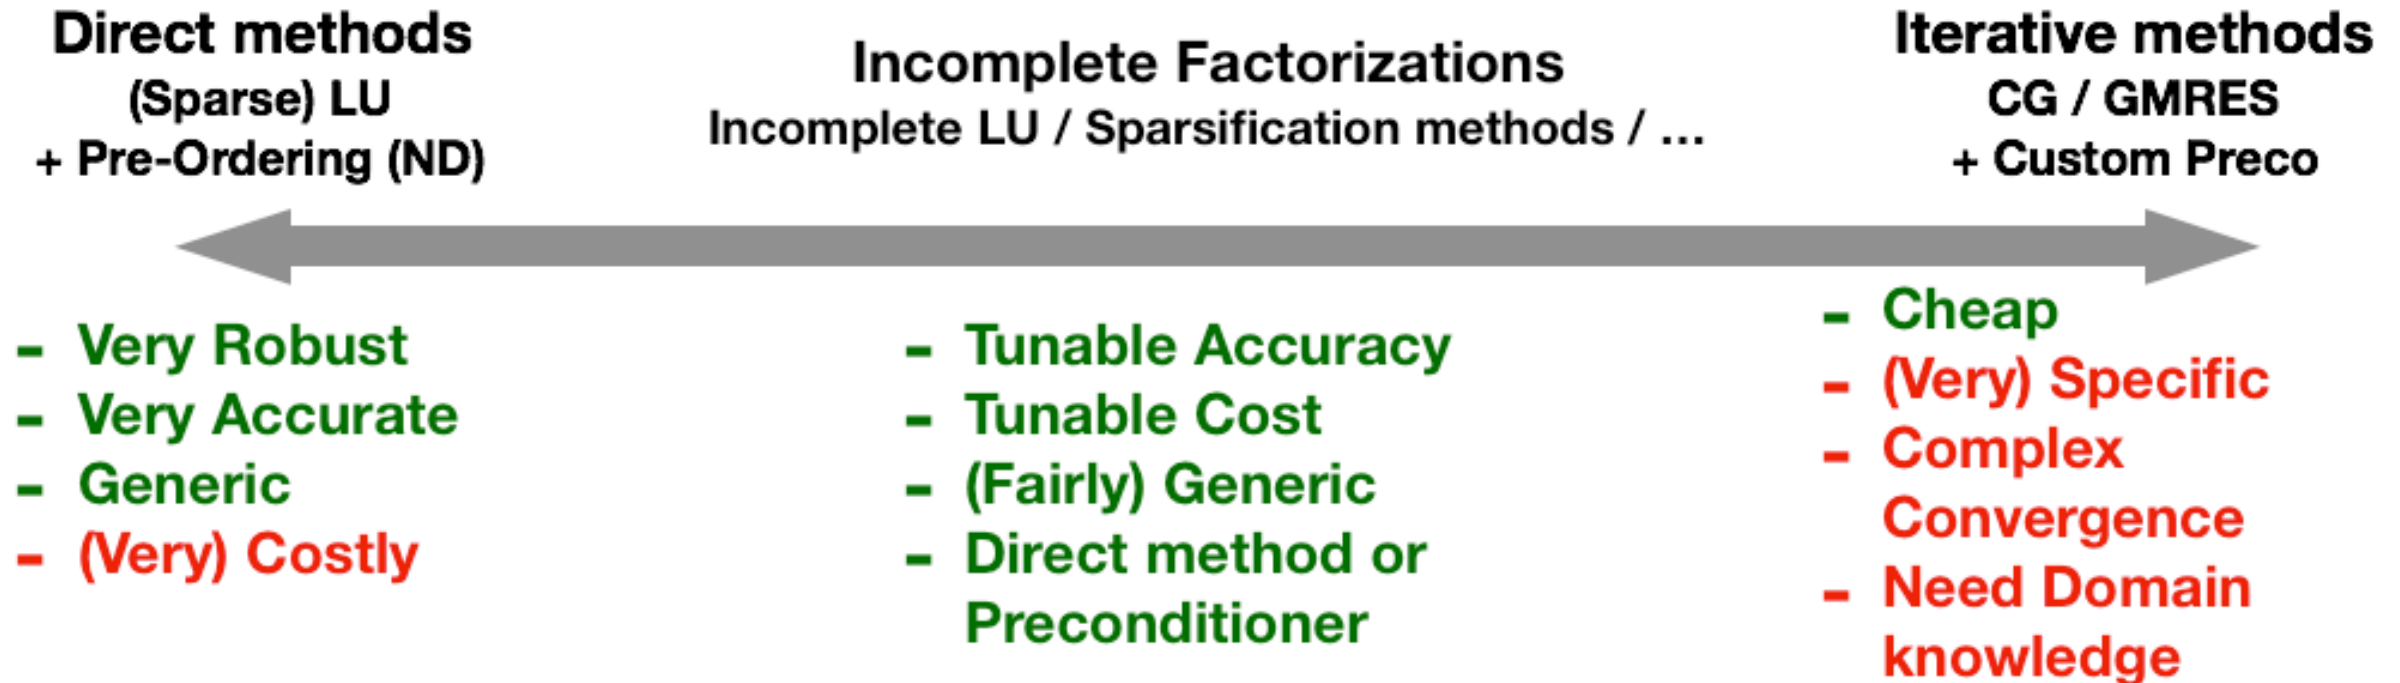 Direct methods
(Sparse) LU
+ Pre-Ordering (ND)
Incomplete Factorizations
Incomplete LU / Sparsification methods / ...
Iterative methods
CG / GMRES
+ Custom Preco
- Very Robust
- Very Accurate
- Generic
- (Very) Costly
- Tunable Accuracy
- Tunable Cost
- (Fairly) Generic
- Direct method or
Preconditioner
- Cheap
- (Very) Specific
- Complex
Convergence
- Need Domain
knowledge